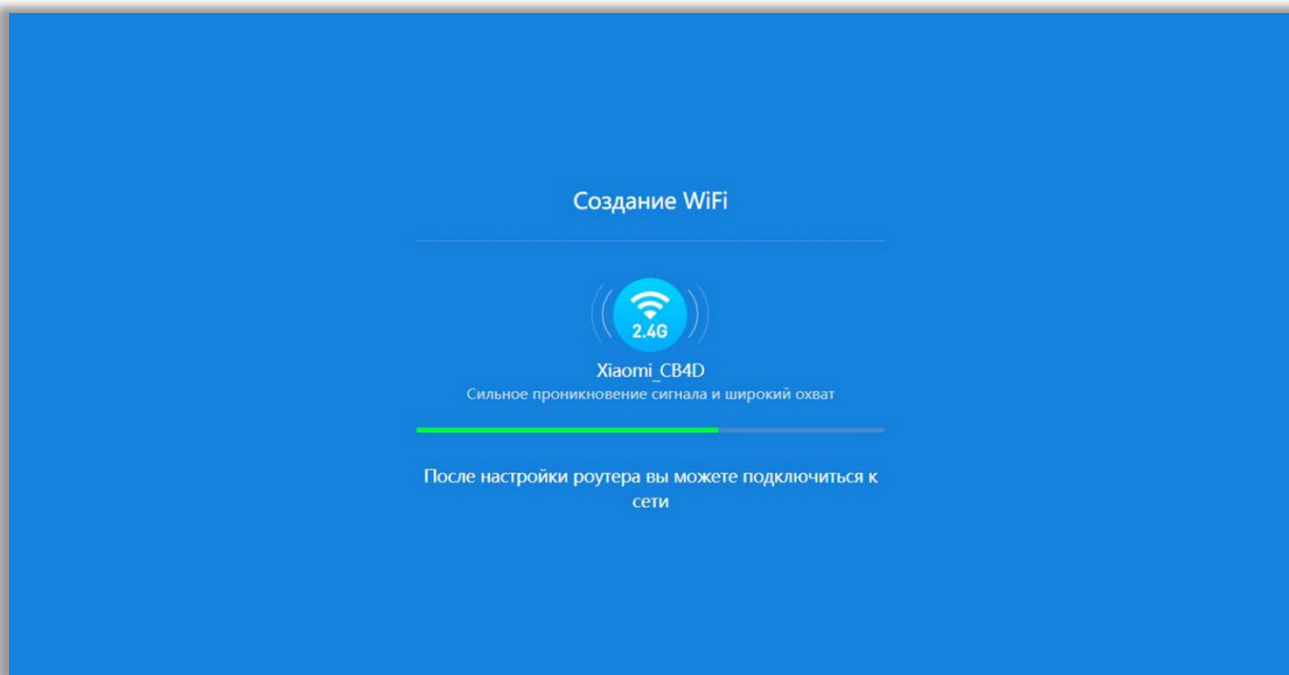 Создание WiFi
2.4G
Xiaomi_CB4D
Сильное проникновение сигнала и широкий охват
После настройки роутера вы можете подключиться к
сети